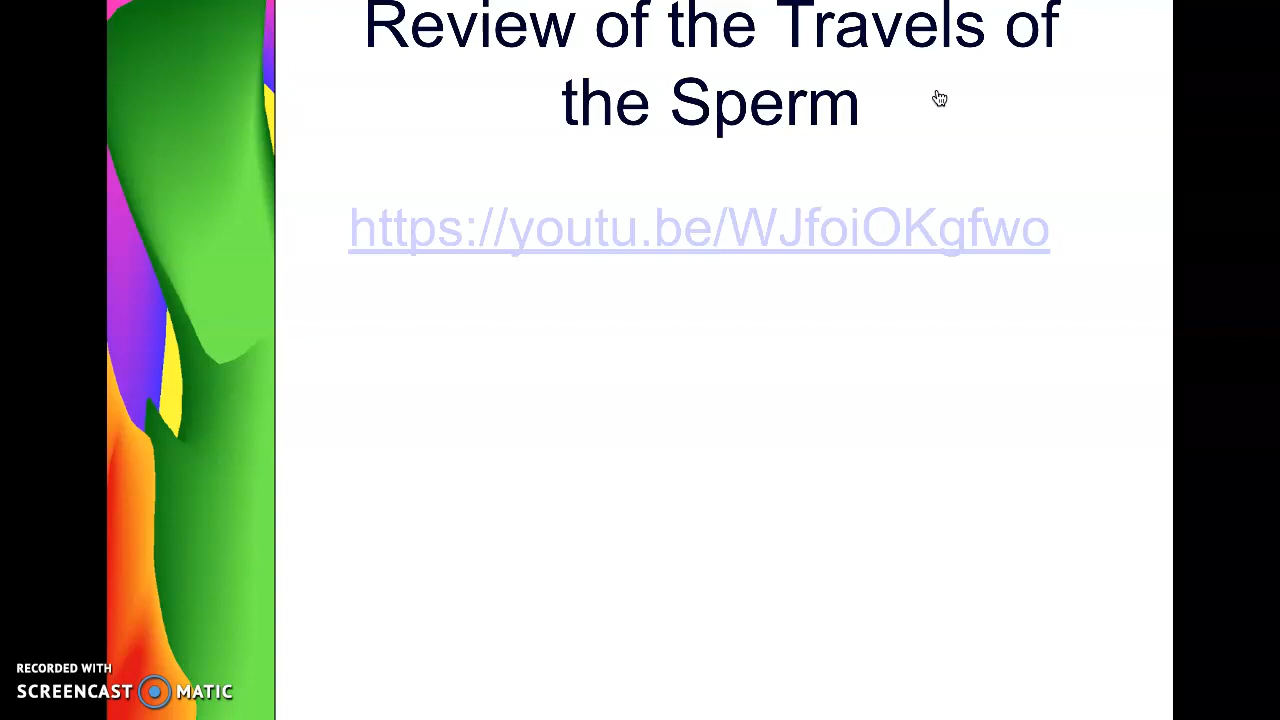 Review of the Travels of
the Sperm
https://youtu.be/WJfoiOKgfwo
RECORDED WITH
SCREENCAST MATIC